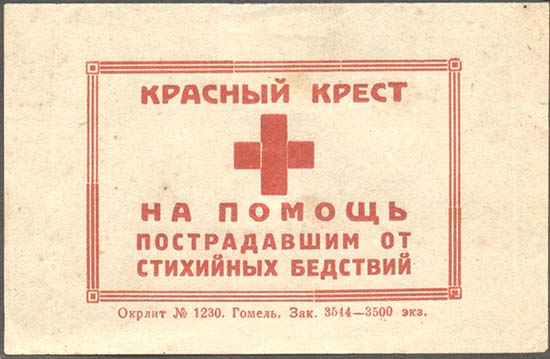 КРАСНЫЙ КРЕСТ
НА ПОМОЩЬ
ПОСТРАДАВШИМ ОТ
СТИХИЙНЫХ БЕДСТВИЙ
Окрлит № 1230. Гомель. Зак. 3544—3500 экз.